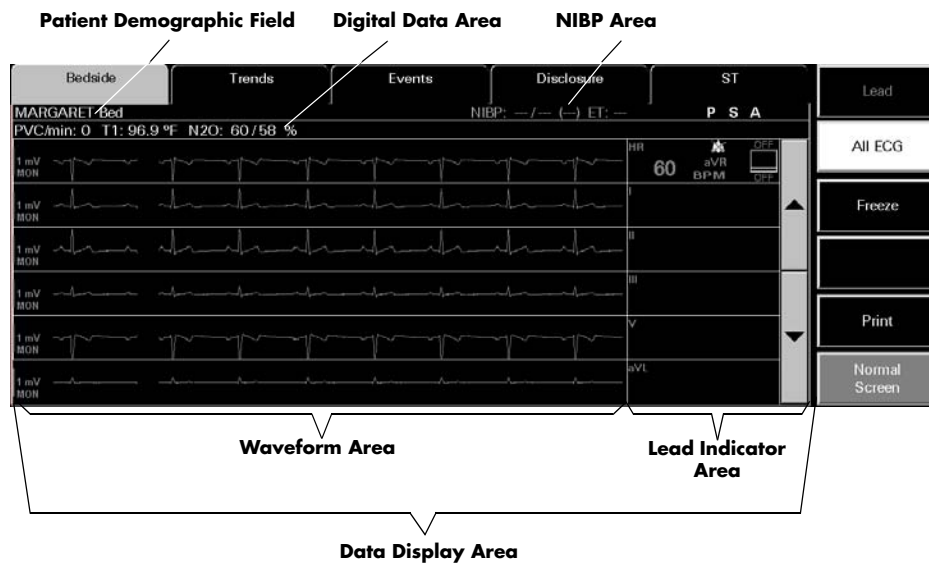 Patient Demographic Field Digital Data Area NIBP Area
Bedside Trends Events Disclosure ST
Lead
MARGARET Bed NIBP: ---/--- (---) ET: --- P S A
PVC/min: 0 T1: 96.9 °F N2O: 60/58 %
All ECG
HR 60 aVR BPM OFF OFF
1 mV
MON
I
1 mV
MON
Freeze
II
1 mV
MON
III
1 mV
MON
Print
V
1 mV
MON
aVL
1 mV
MON
Normal
Screen
Waveform Area
Lead Indicator
Area
Data Display Area